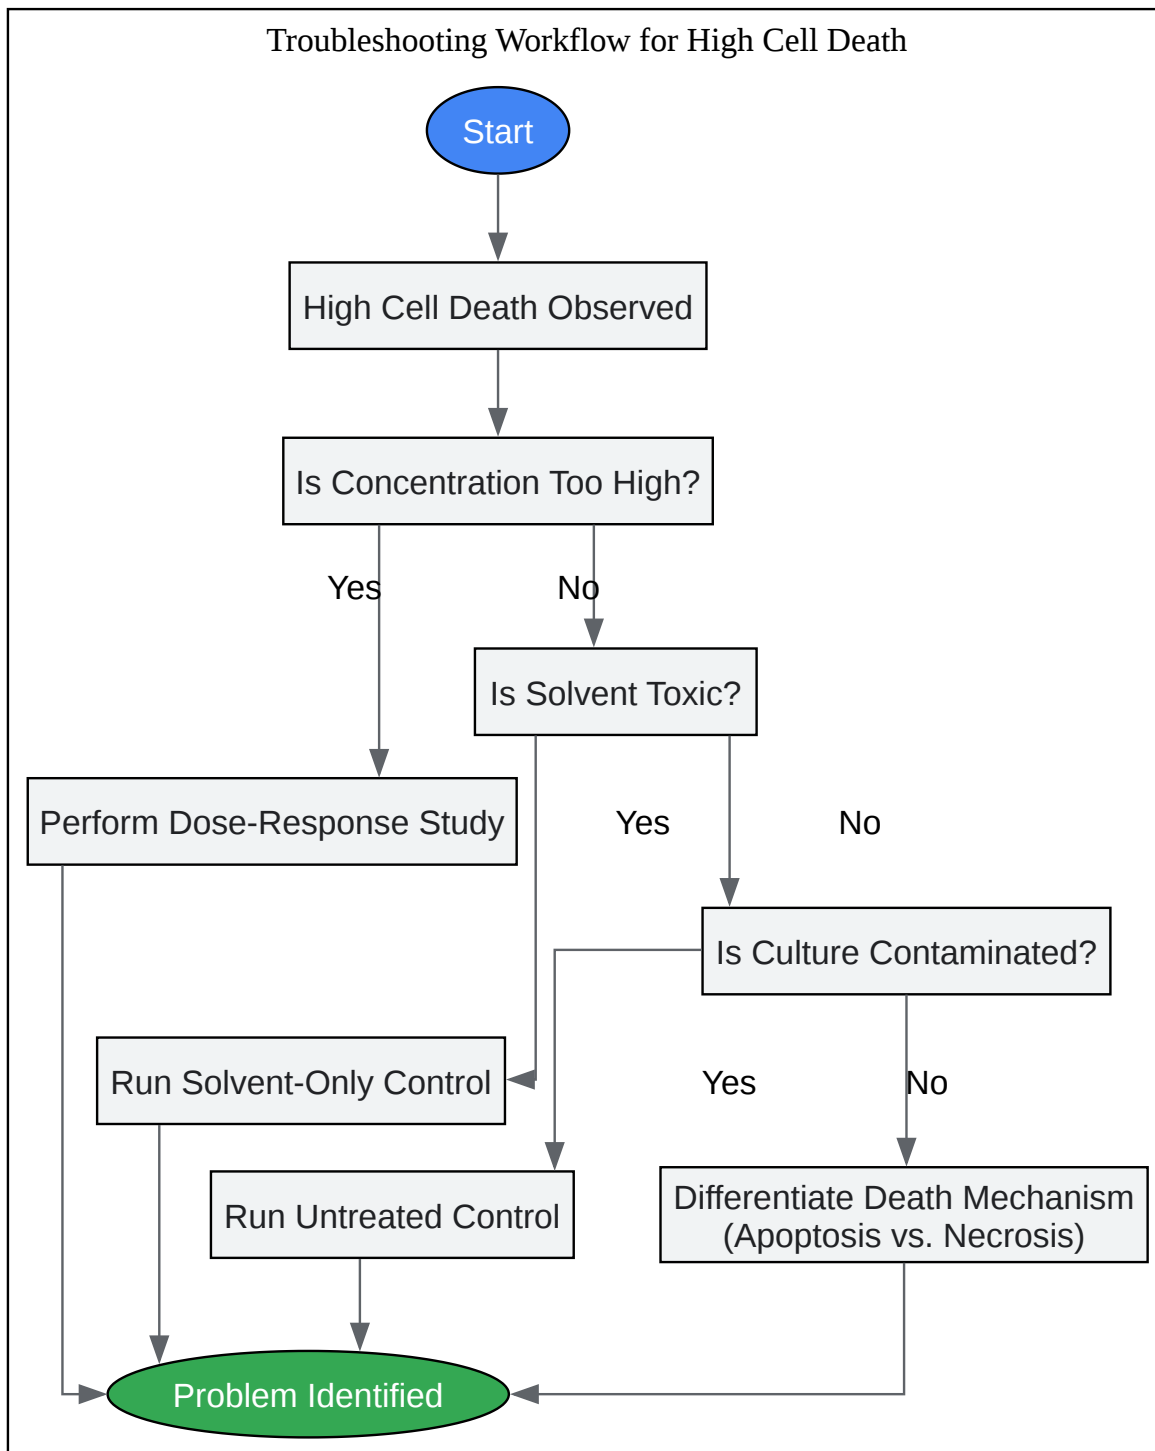 Troubleshooting Workflow for High Cell Death
Start
High Cell Death Observed
Is Concentration Too High?
Yes
No
Is Solvent Toxic?
Perform Dose-Response Study
Yes
No
Is Culture Contaminated?
Run Solvent-Only Control
Yes
No
Run Untreated Control
Differentiate Death Mechanism
(Apoptosis vs. Necrosis)
Problem Identified